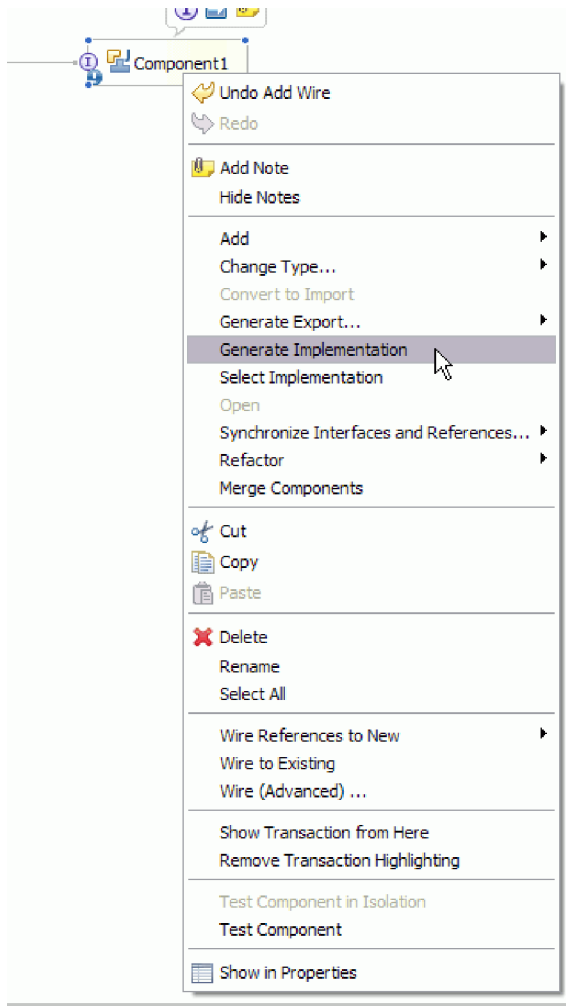 Component1
Undo Add Wire
Redo
Add Note
Hide Notes
Add
Change Type...
Convert to Import
Generate Export...
Generate Implementation
Select Implementation
Open
Synchronize Interfaces and References...
Refactor
Merge Components
Cut
Copy
Paste
Delete
Rename
Select All
Wire References to New
Wire to Existing
Wire (Advanced) ...
Show Transaction from Here
Remove Transaction Highlighting
Test Component in Isolation
Test Component
Show in Properties